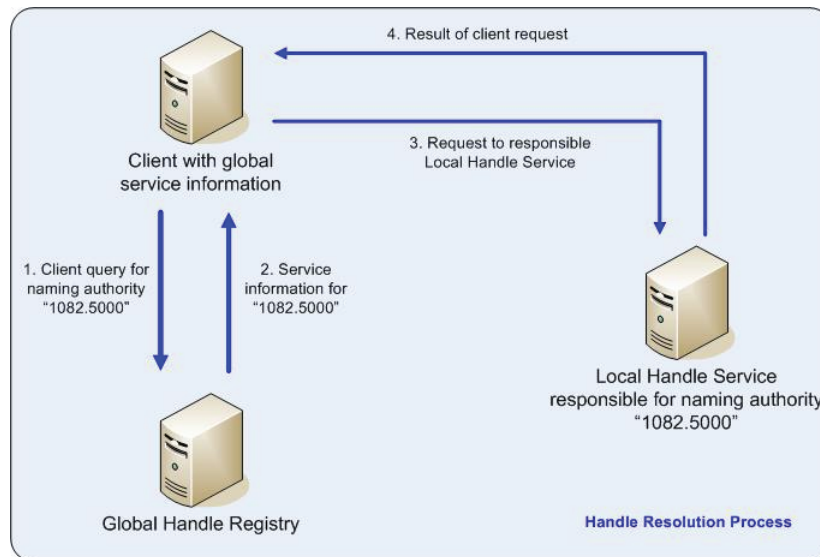 4. Result of client request
3. Request to responsible
Local Handle Service
Client with global
service information
1. Client query for
naming authority
“1082.5000”
2. Service
information for
“1082.5000”
Local Handle Service
responsible for naming authority
“1082.5000”
Global Handle Registry
Handle Resolution Process